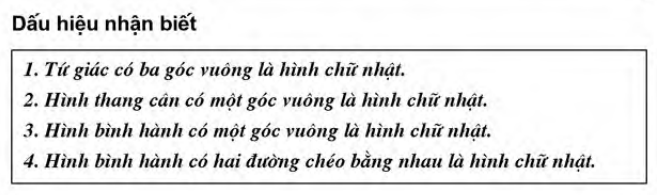 Dấu hiệu nhận biết
1. Tứ giác có ba góc vuông là hình chữ nhật.
2. Hình thang cân có một góc vuông là hình chữ nhật.
3. Hình bình hành có một góc vuông là hình chữ nhật.
4. Hình bình hành có hai đường chéo bằng nhau là hình chữ nhật.